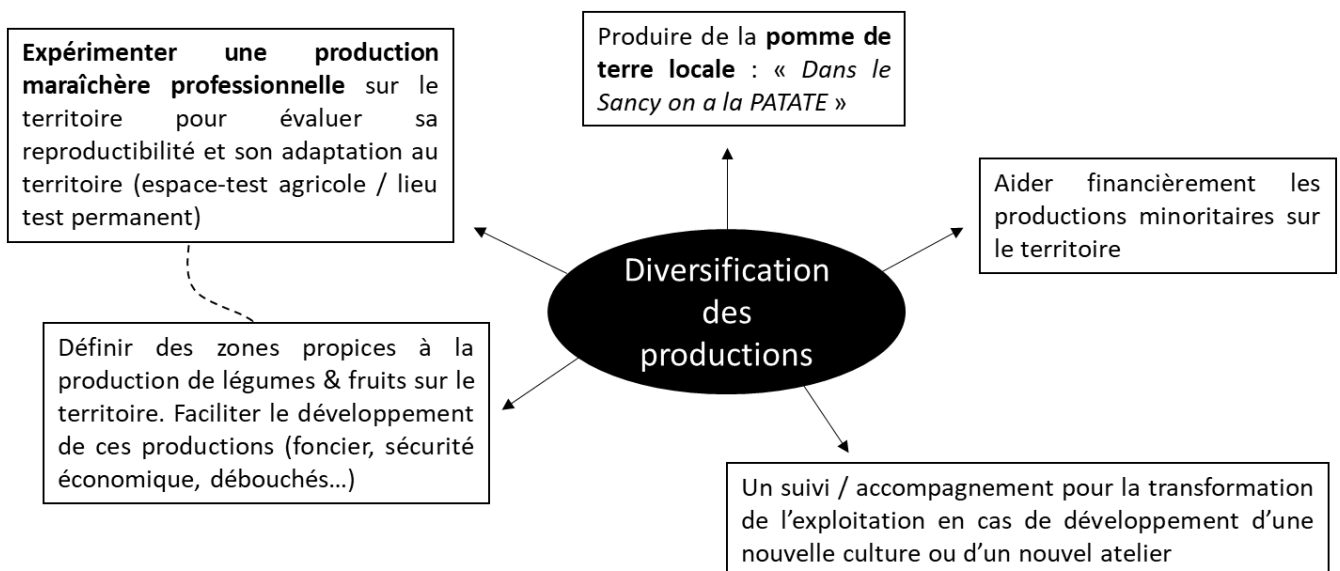 Expérimenter une production
maraîchère professionnelle sur le
territoire pour évaluer sa
reproductibilité et son adaptation au
territoire (espace-test agricole / lieu
test permanent)
Produire de la pomme de
terre locale : « Dans le
Sancy on a la PATATE »
Aider financièrement les
productions minoritaires sur
le territoire
Diversification
des
productions
Définir des zones propices à la
production de légumes & fruits sur le
territoire. Faciliter le développement
de ces productions (foncier, sécurité
économique, débouchés…)
Un suivi / accompagnement pour la transformation
de l’exploitation en cas de développement d’une
nouvelle culture ou d’un nouvel atelier